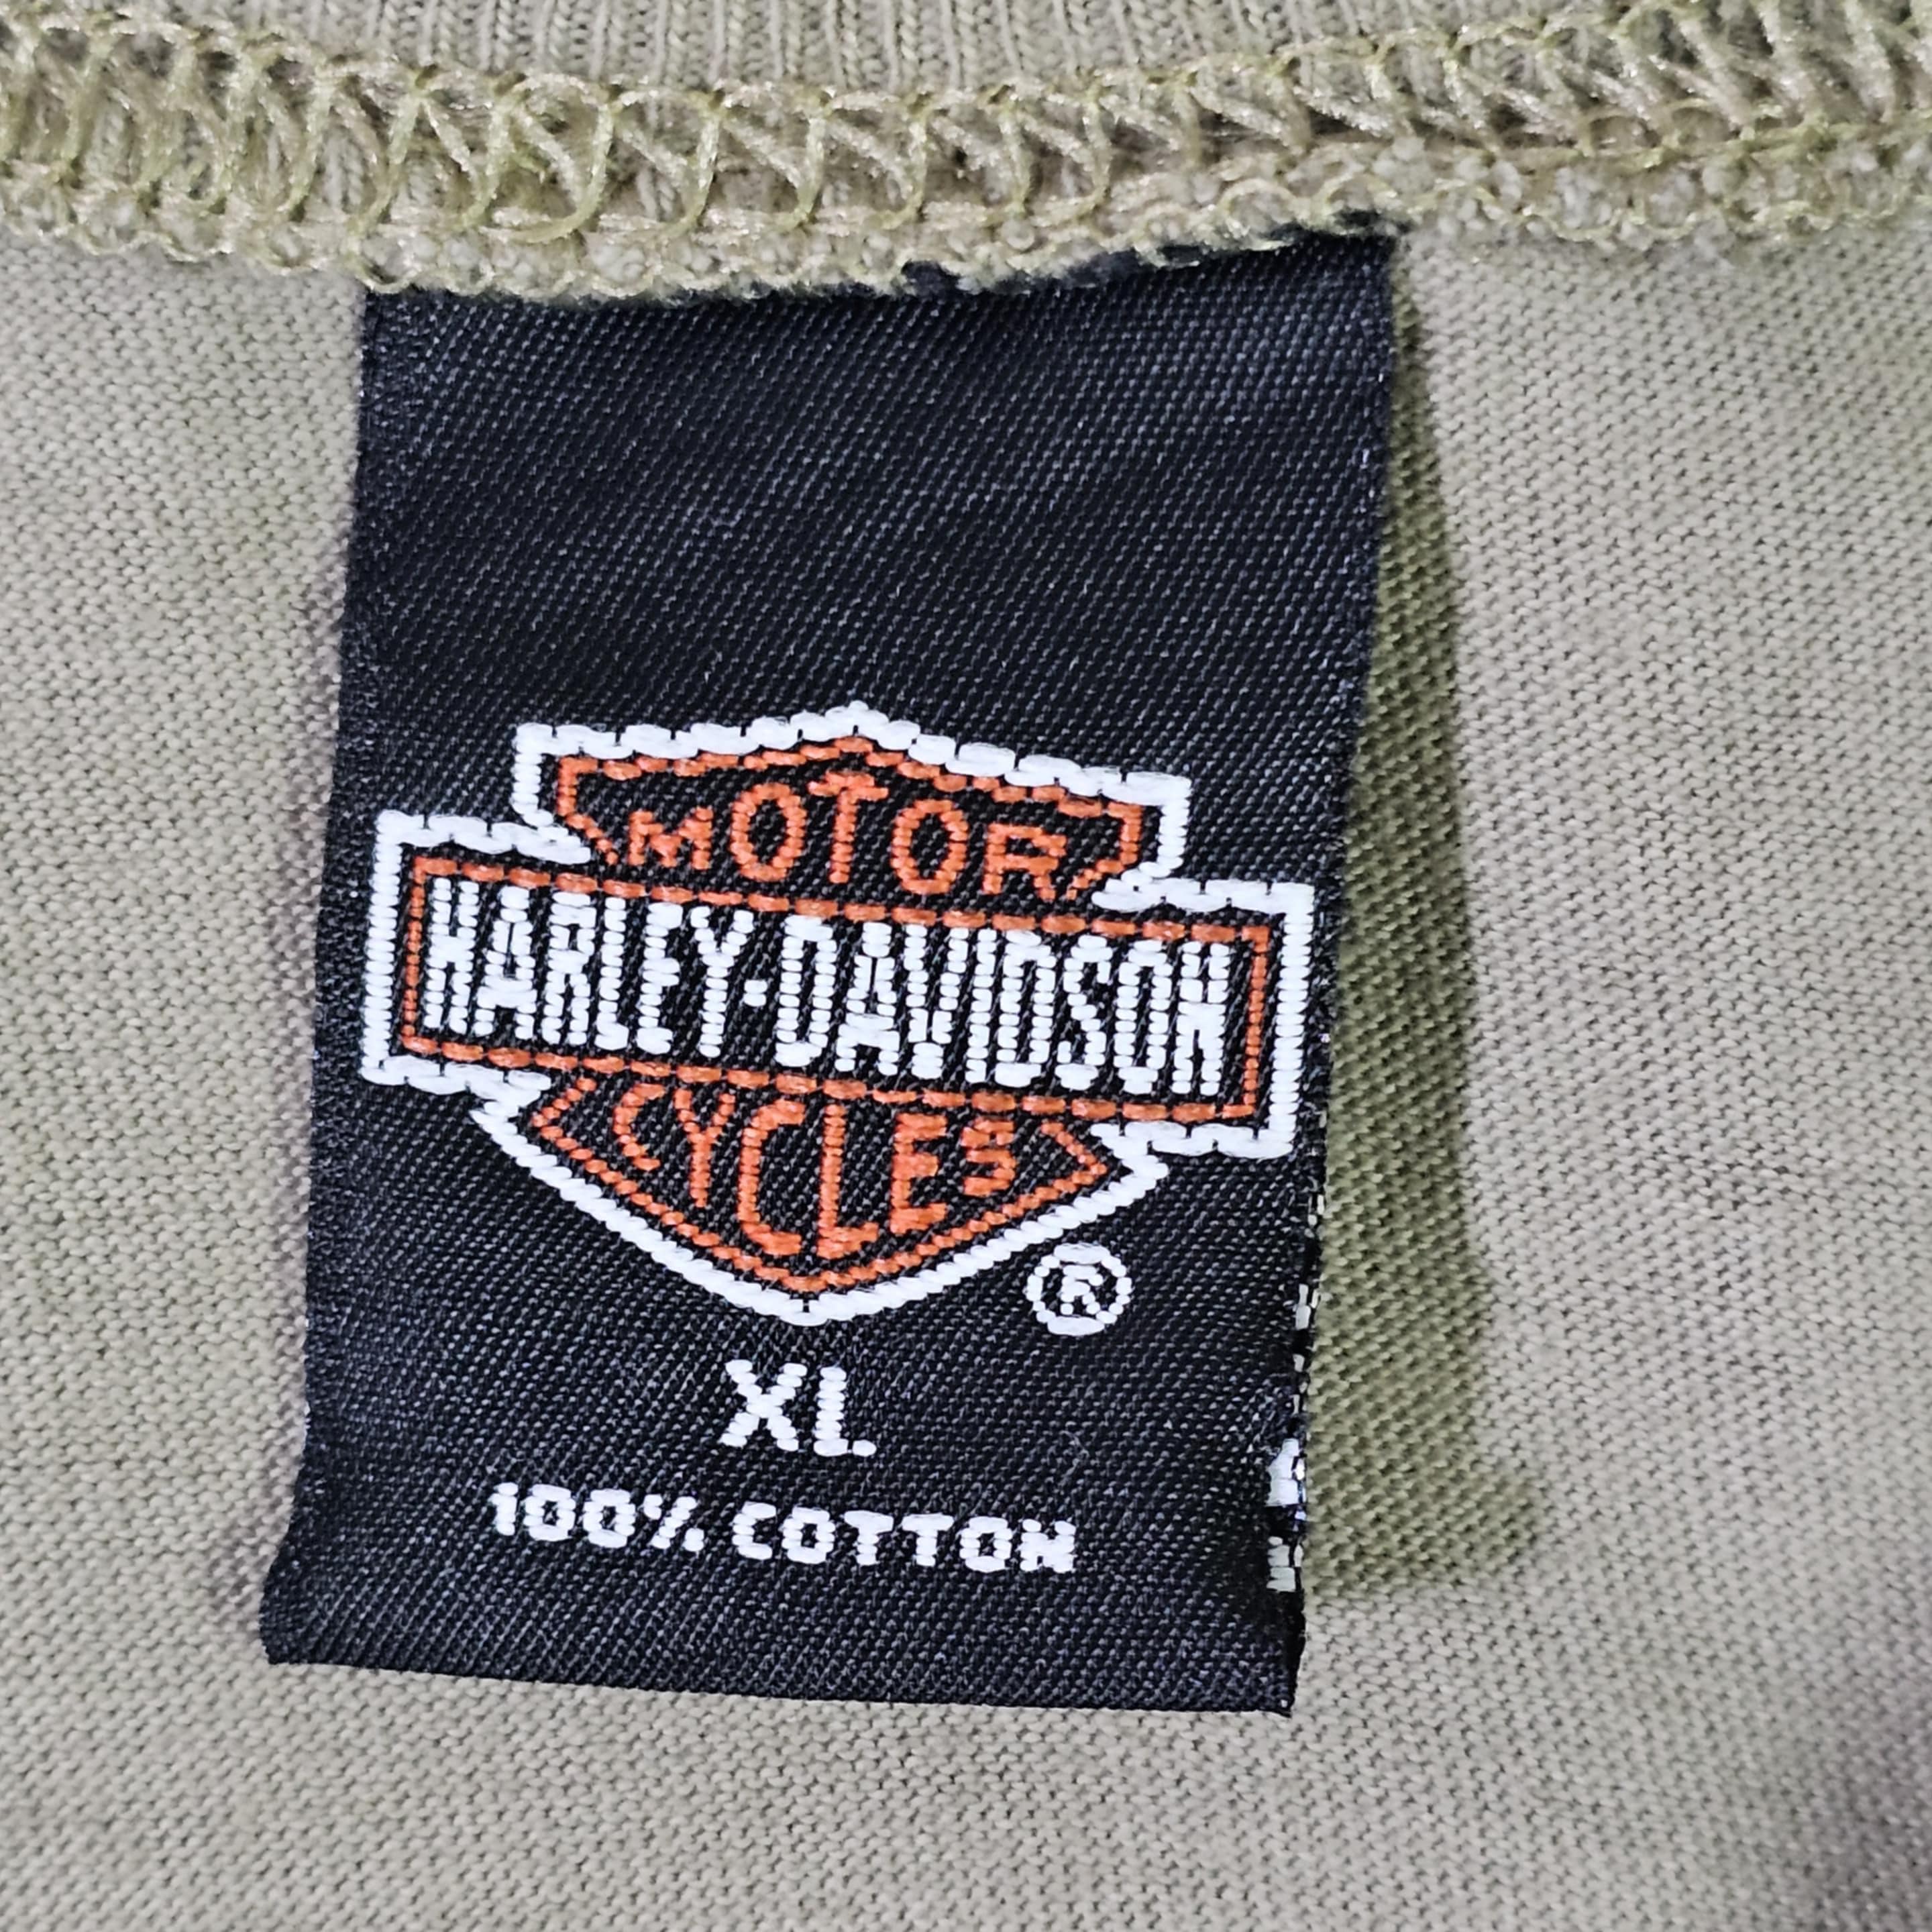 MOTOR
HARLEY-DAVIDSON
CYCLES
®
XL
100% COTTON